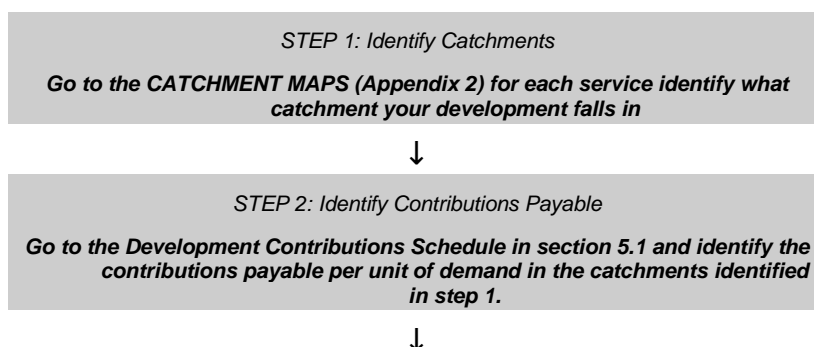 STEP 1: Identify Catchments
Go to the CATCHMENT MAPS (Appendix 2) for each service identify what
catchment your development falls in
↓
STEP 2: Identify Contributions Payable
Go to the Development Contributions Schedule in section 5.1 and identify the
contributions payable per unit of demand in the catchments identified
in step 1.
↓